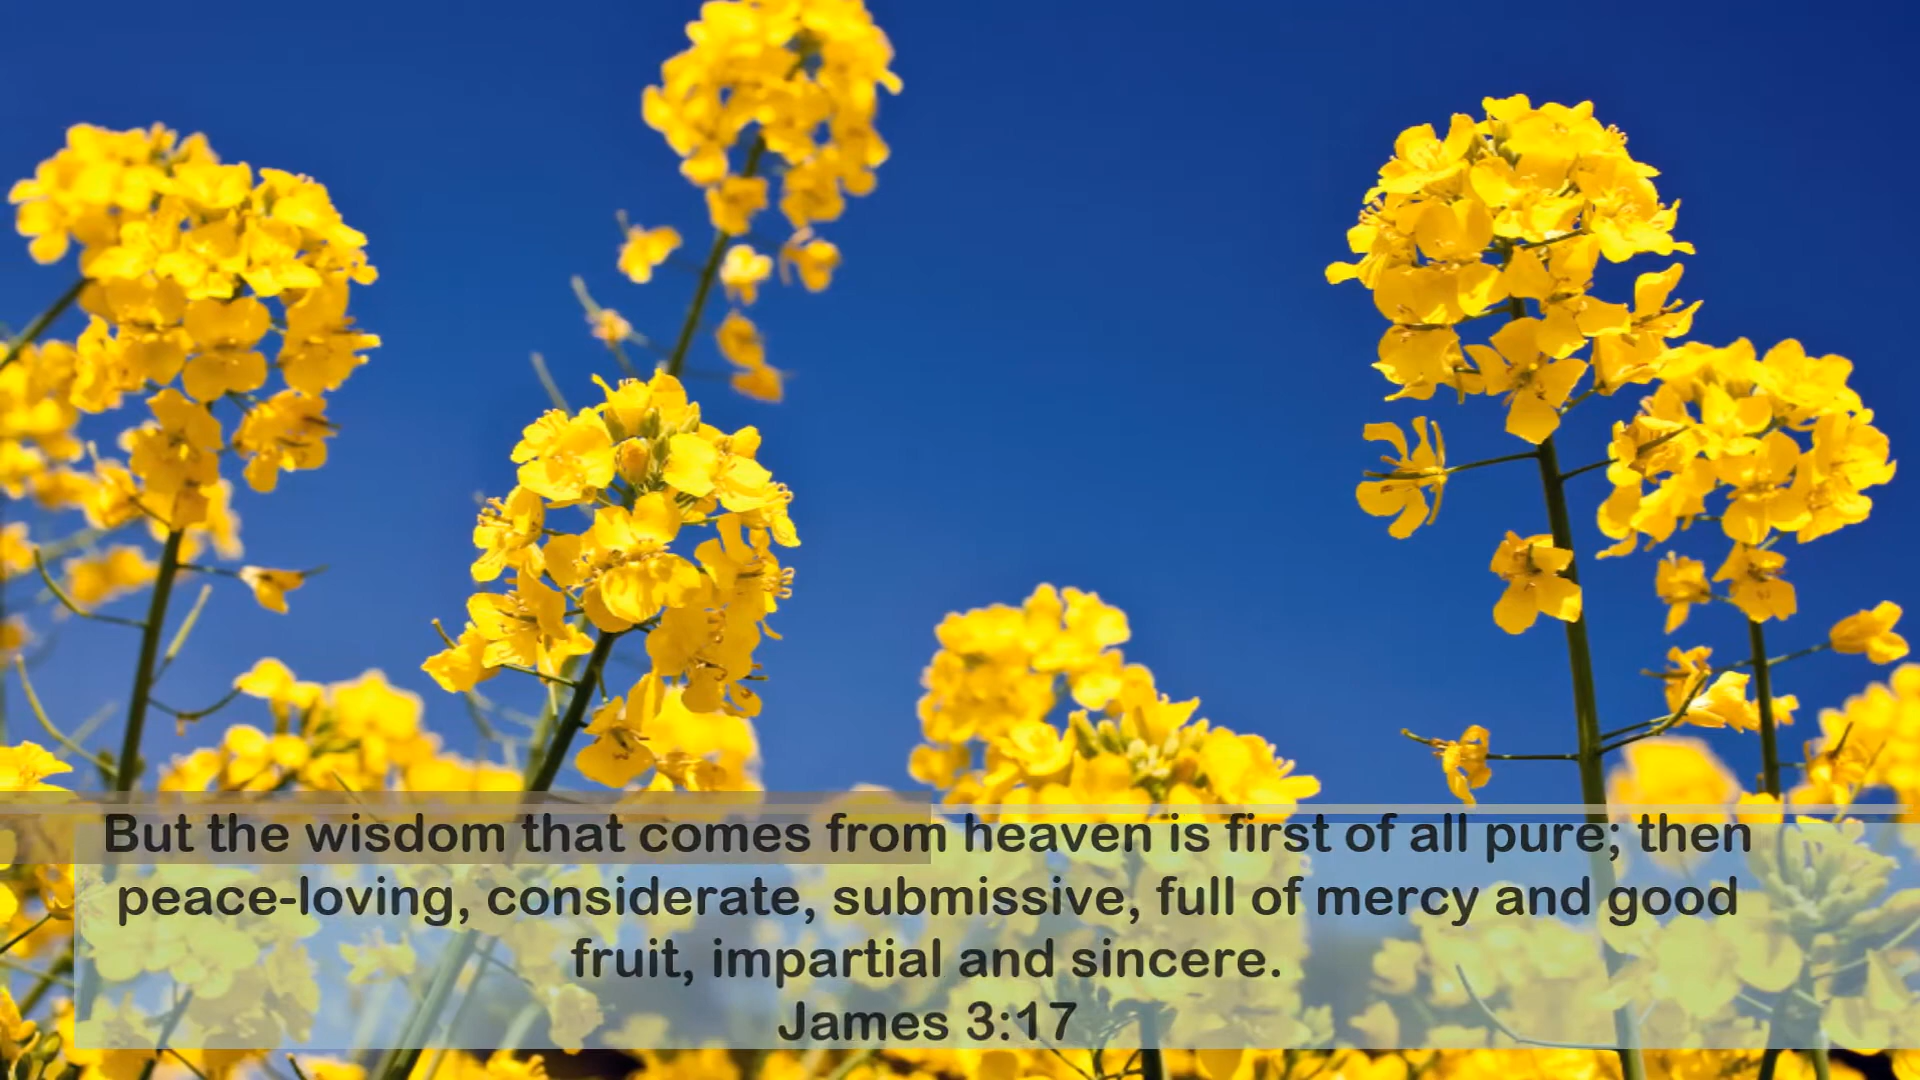 But the wisdom that comes from heaven is first of all pure; then
peace-loving, considerate, submissive, full of mercy and good
fruit, impartial and sincere.
James 3:17